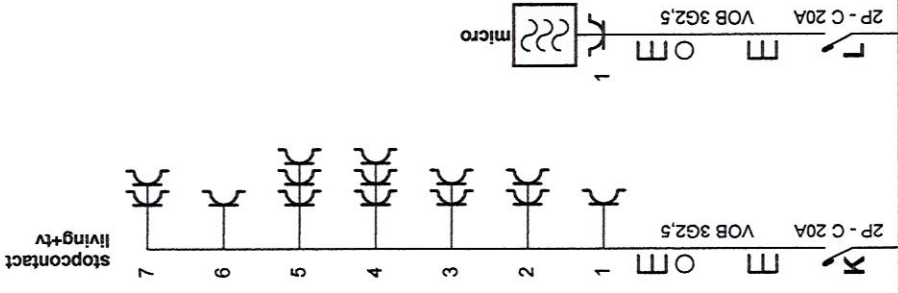 K
2P - C 20A
VOB 3G2,5
1
2
3
4
5
6
7
stopcontact
living+tv
L
2P - C 20A
VOB 3G2,5
1
micro